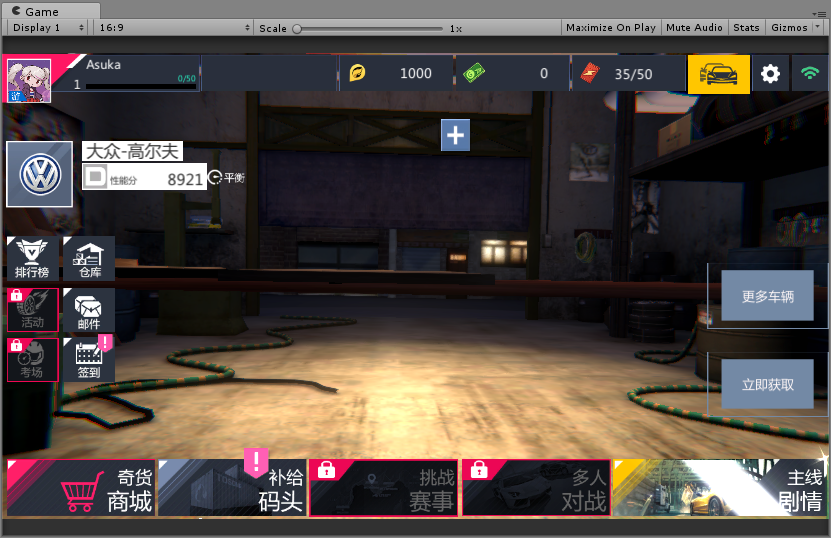 Game
Display 1
16:9
Scale
1x
Maximize On Play
Mute Audio
Stats
Gizmos
Asuka
1
0/50
1000
0
35/50
大众-高尔夫
性能分
8921
平衡
排行榜
仓库
活动
邮件
考场
签到
更多车辆
立即获取
奇货
商城
补给
码头
挑战
赛事
多人
对战
主线
剧情